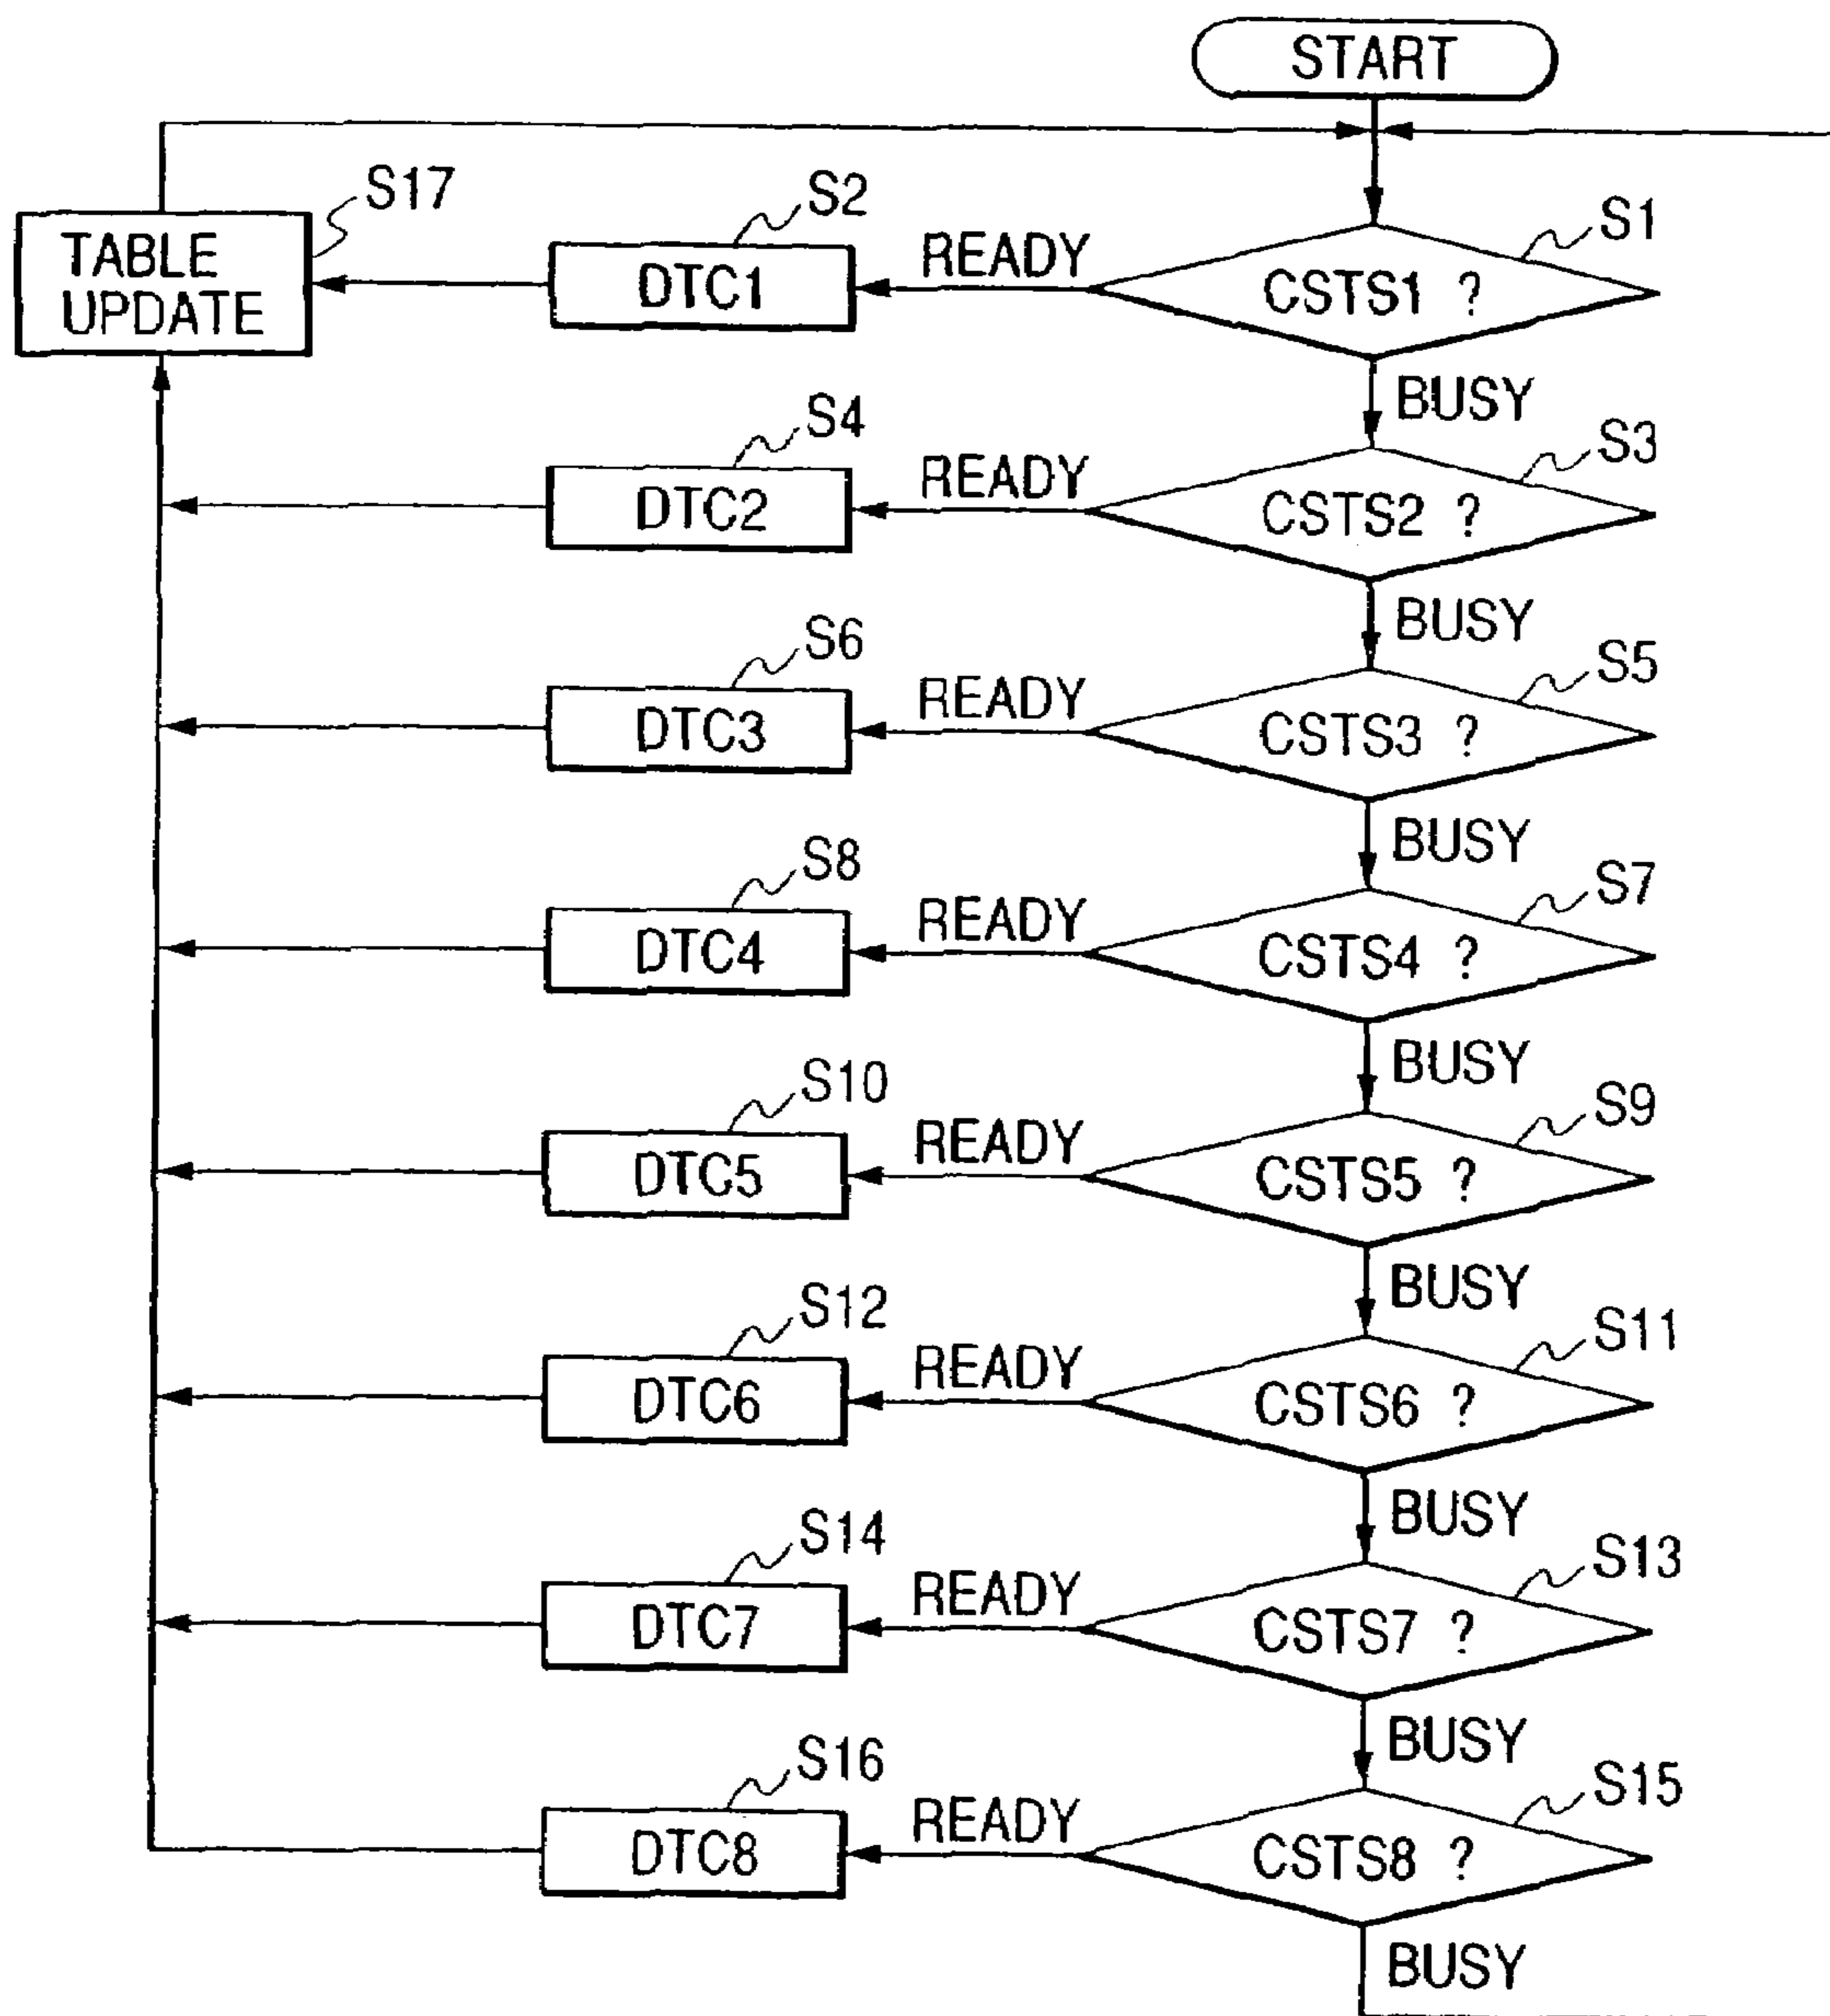 START
S17
S2
S1
TABLE
UPDATE
DTC1
READY
CSTS1 ?
BUSY
S4
S3
DTC2
READY
CSTS2 ?
BUSY
S6
S5
DTC3
READY
CSTS3 ?
BUSY
S8
S7
DTC4
READY
CSTS4 ?
BUSY
S10
S9
DTC5
READY
CSTS5 ?
BUSY
S12
S11
DTC6
READY
CSTS6 ?
BUSY
S14
S13
DTC7
READY
CSTS7 ?
BUSY
S16
S15
DTC8
READY
CSTS8 ?
BUSY